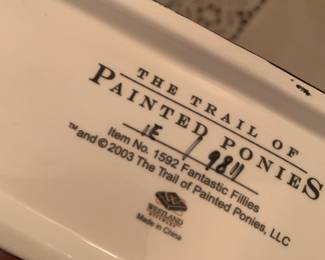 THE TRAIL OF
PAINTED PONIES
1E / 9811
Item No. 1592 Fantastic Fillies
™ and © 2003 The Trail of Painted Ponies, LLC
WESTLAND
Made in China